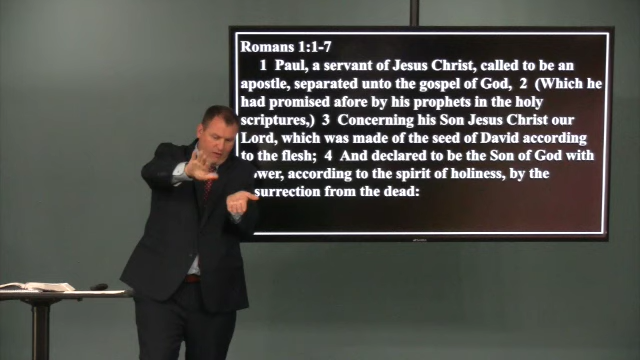 Romans 1:1-7
1 Paul, a servant of Jesus Christ, called to be an
apostle, separated unto the gospel of God, 2 (Which he
had promised afore by his prophets in the holy
scriptures,) 3 Concerning his Son Jesus Christ our
Lord, which was made of the seed of David according
to the flesh; 4 And declared to be the Son of God with
ower, according to the spirit of holiness, by the
surrection from the dead: